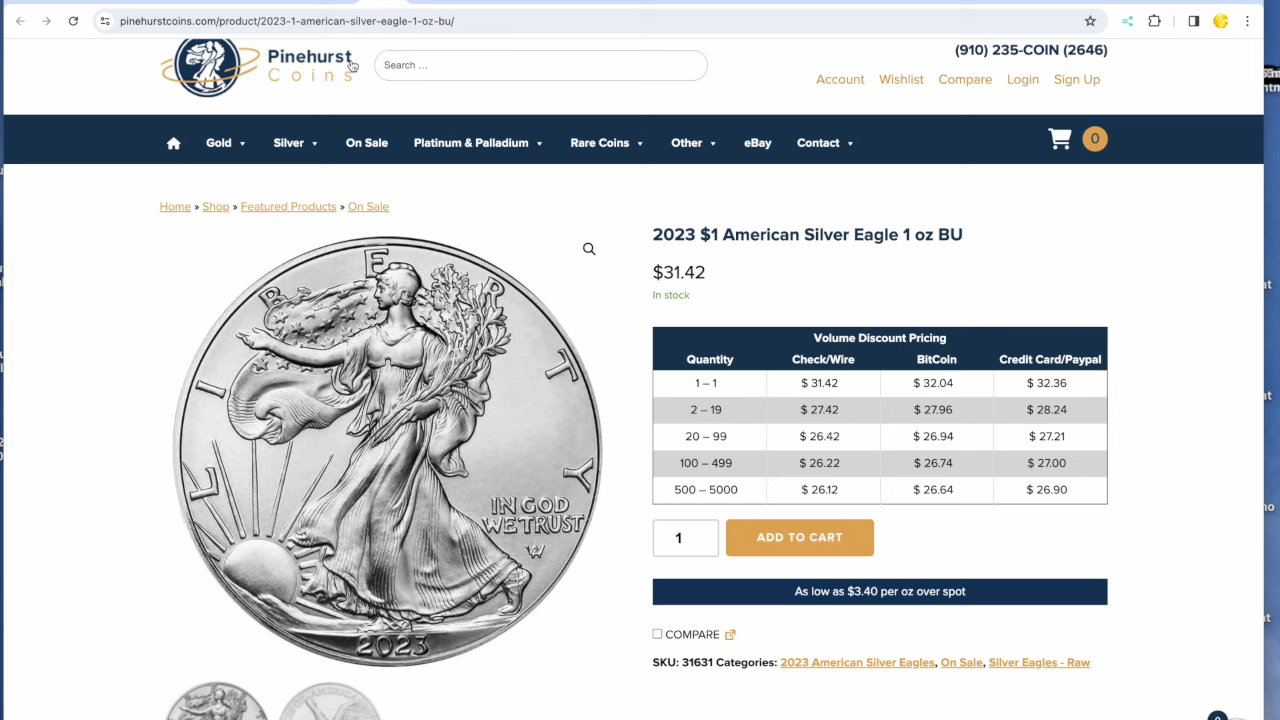 pinehurstcoins.com/product/2023-1-american-silver-eagle-1-oz-bu/
Pinehurst
Coins
Search ...
(910) 235-COIN (2646)
Account Wishlist Compare Login Sign Up
Gold Silver On Sale Platinum & Palladium Rare Coins Other eBay Contact 0
Home » Shop » Featured Products » On Sale
2023 $1 American Silver Eagle 1 oz BU
$31.42
In stock
Volume Discount Pricing
Quantity Check/Wire BitCoin Credit Card/Paypal
1 – 1 $ 31.42 $ 32.04 $ 32.36
2 – 19 $ 27.42 $ 27.96 $ 28.24
20 – 99 $ 26.42 $ 26.94 $ 27.21
100 – 499 $ 26.22 $ 26.74 $ 27.00
500 – 5000 $ 26.12 $ 26.64 $ 26.90
1 ADD TO CART
As low as $3.40 per oz over spot
COMPARE
SKU: 31631 Categories: 2023 American Silver Eagles, On Sale, Silver Eagles - Raw
LIBERTY
IN GOD
WE TRUST
2023